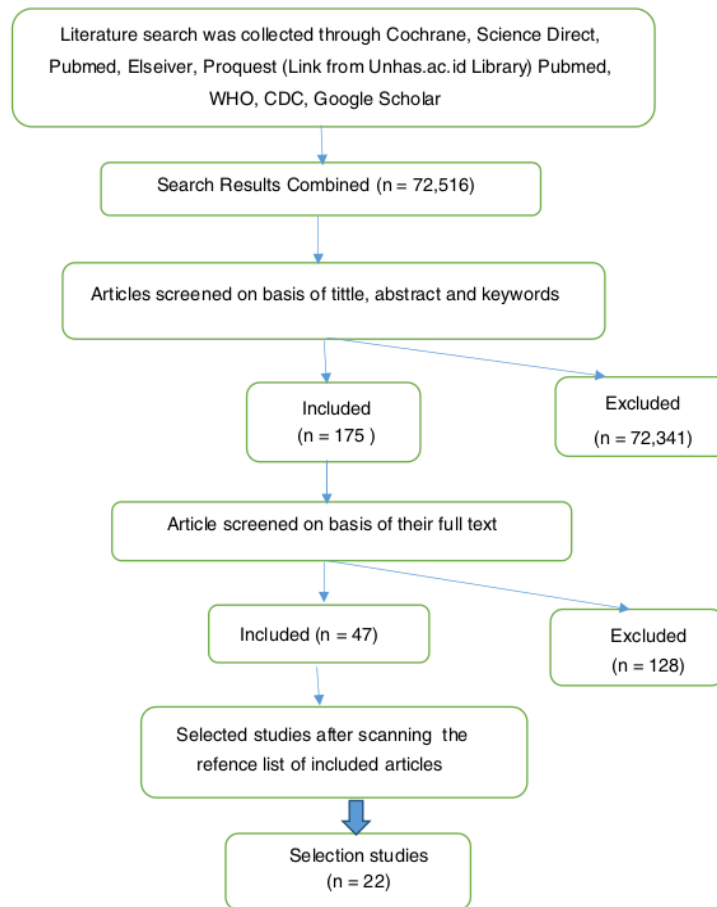 Literature search was collected through Cochrane, Science Direct,
Pubmed, Elseiver, Proquest (Link from Unhas.ac.id Library) Pubmed,
WHO, CDC, Google Scholar
Search Results Combined (n = 72,516)
Articles screened on basis of tittle, abstract and keywords
Included
(n = 175 )
Excluded
(n = 72,341)
Article screened on basis of their full text
Included (n = 47)
Excluded
(n = 128)
Selected studies after scanning the
refence list of included articles
Selection studies
(n = 22)